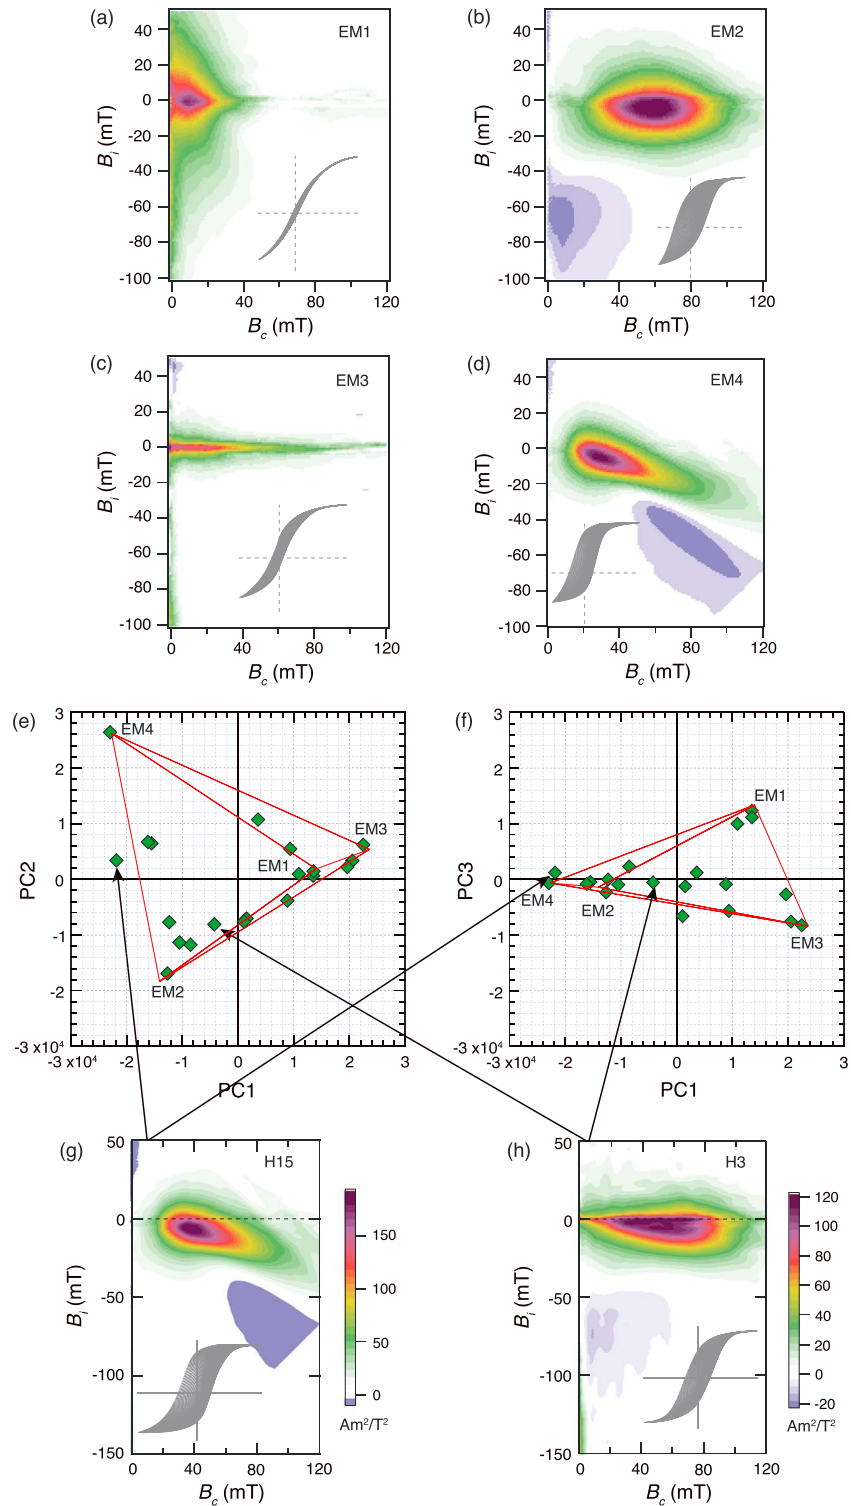 (a)
EM1
40
20
0
-20
-40
-60
-80
-100
Bi (mT)
0
40
80
120
Bc (mT)
(b)
EM2
40
20
0
-20
-40
-60
-80
-100
Bi (mT)
0
40
80
120
Bc (mT)
(c)
EM3
40
20
0
-20
-40
-60
-80
-100
Bi (mT)
0
40
80
120
Bc (mT)
(d)
EM4
40
20
0
-20
-40
-60
-80
-100
Bi (mT)
0
40
80
120
Bc (mT)
(e)
3
2
1
0
-1
-2
-3 x10⁴
PC2
EM4
EM3
EM1
EM2
-3 x10⁴
-2
-1
0
1
2
3
PC1
(f)
3
2
1
0
-1
-2
-3 x10⁴
PC3
EM1
EM4
EM2
EM3
-3 x10⁴
-2
-1
0
1
2
3
PC1
(g)
H15
50
0
-50
-100
-150
Bi (mT)
0
40
80
120
Bc (mT)
150
100
50
0
Am²/T²
(h)
H3
50
0
-50
-100
-150
Bi (mT)
0
40
80
120
Bc (mT)
120
100
80
60
40
20
0
-20
Am²/T²